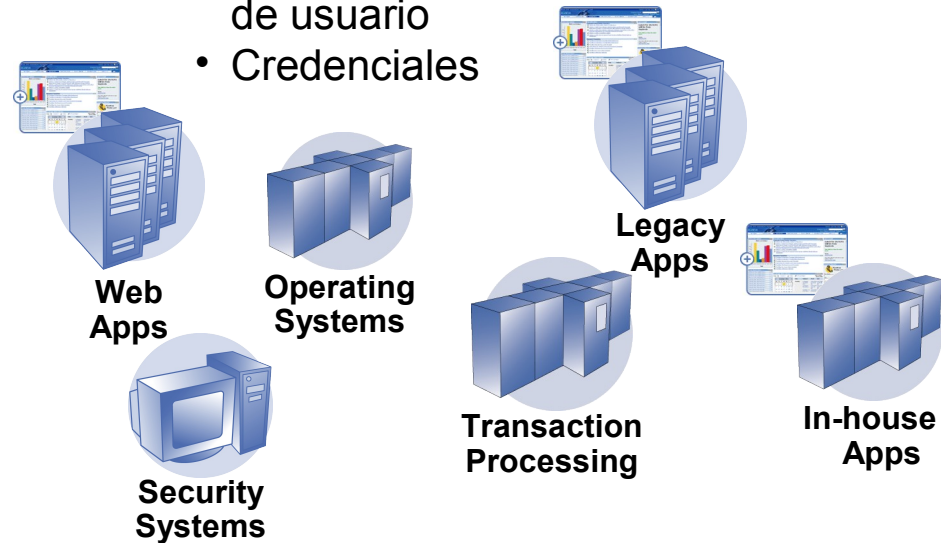 de usuario
• Credenciales
Legacy
Apps
Web
Apps
Operating
Systems
Transaction
Processing
In-house
Apps
Security
Systems